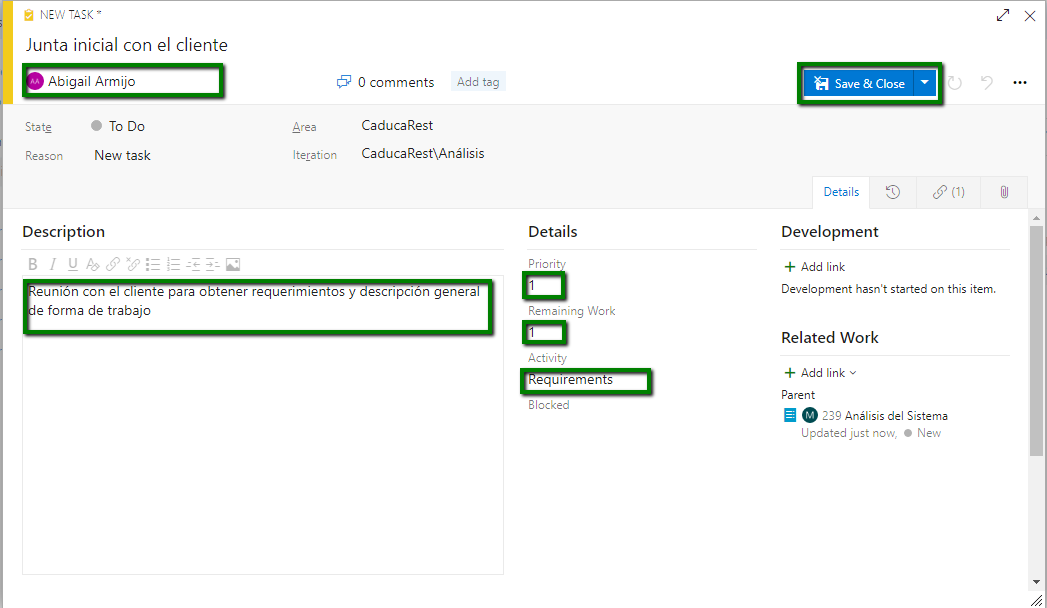 NEW TASK *
Junta inicial con el cliente
AA Abigail Armijo
0 comments
Add tag
Save & Close
State To Do
Area CaducaRest
Reason New task
Iteration CaducaRest\Análisis
Details
(1)
Description
B I U
Reunión con el cliente para obtener requerimientos y descripción general
de forma de trabajo
Details
Priority
1
Remaining Work
1
Activity
Requirements
Blocked
Development
+ Add link
Development hasn't started on this item.
Related Work
+ Add link
Parent
M 239 Análisis del Sistema
Updated just now, New